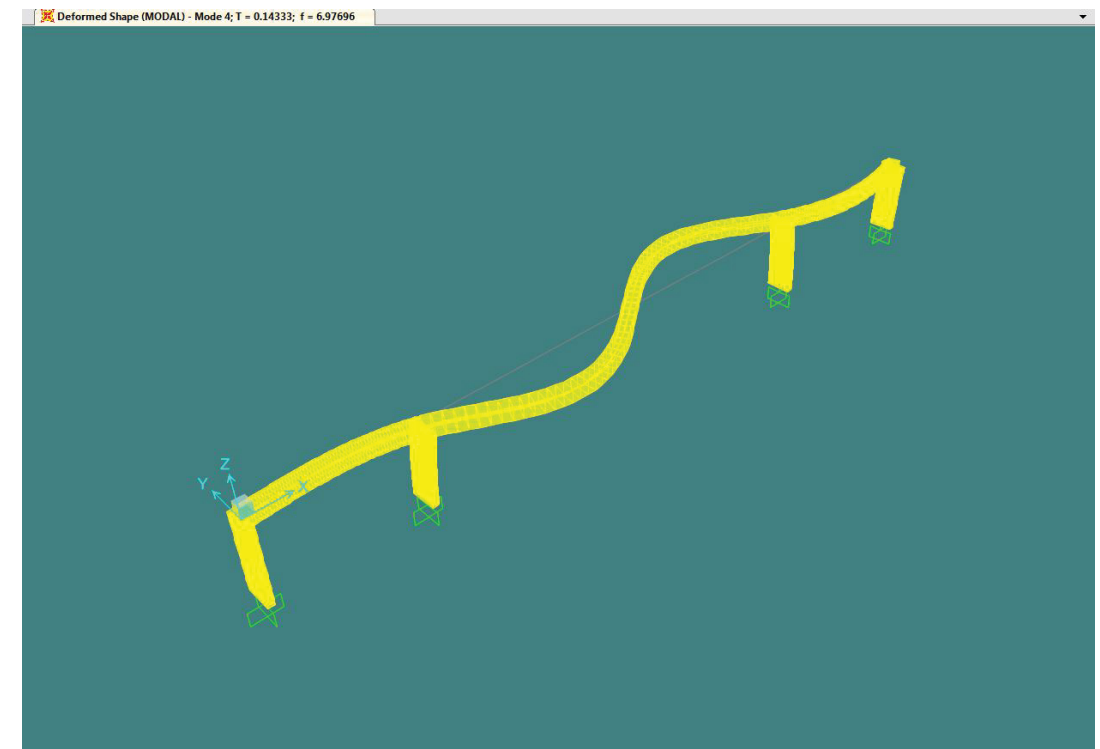 Deformed Shape (MODAL) - Mode 4; T = 0.14333; f = 6.97696
Z
Y
X